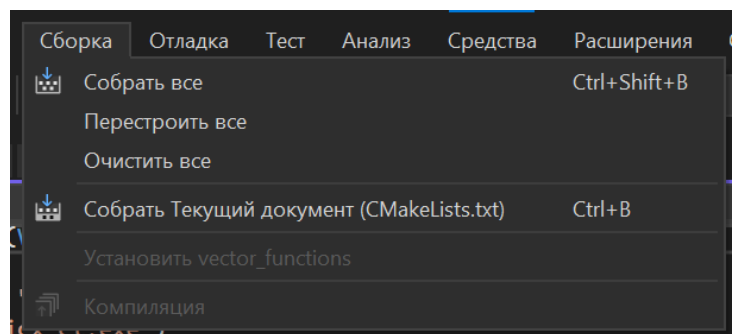 Сборка Отладка Тест Анализ Средства Расширения
Собрать все Ctrl+Shift+B
Перестроить все
Очистить все
Собрать Текущий документ (CMakeLists.txt) Ctrl+B
Установить vector_functions
Компиляция